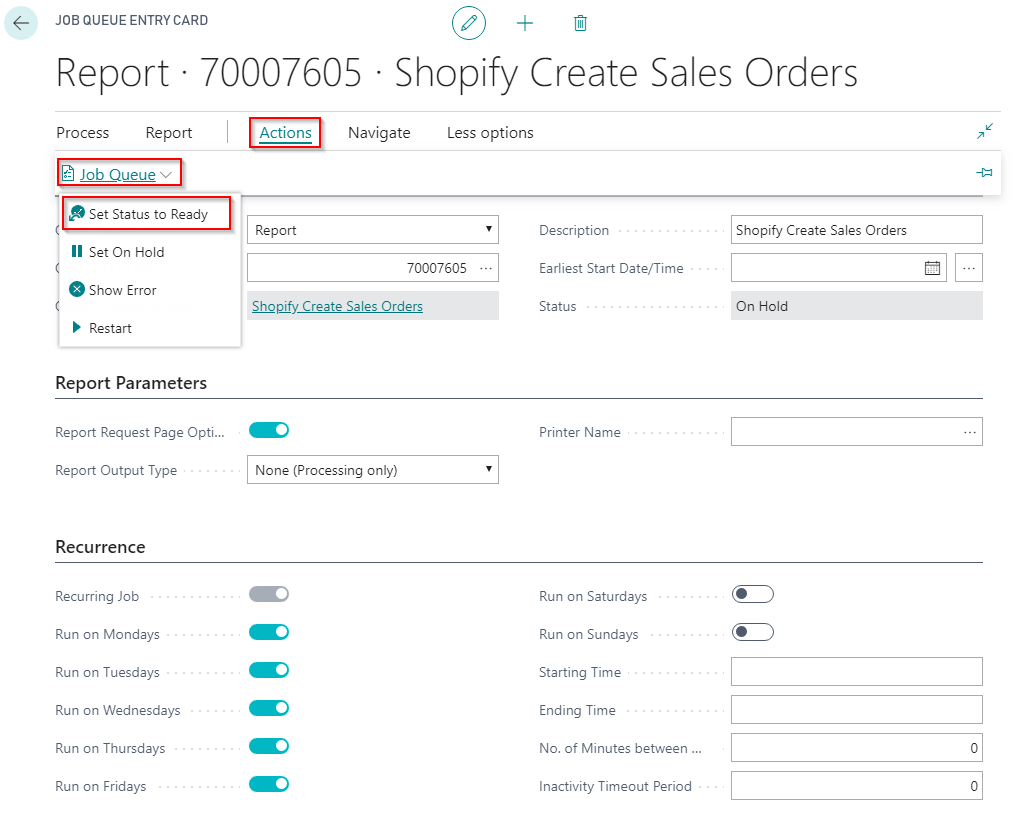 JOB QUEUE ENTRY CARD
Report · 70007605 · Shopify Create Sales Orders
Process Report Actions Navigate Less options
Job Queue
Set Status to Ready
Set On Hold
Show Error
Restart
Report
70007605 ...
Shopify Create Sales Orders
Description Shopify Create Sales Orders
Earliest Start Date/Time ...
Status On Hold
Report Parameters
Report Request Page Opti...
Report Output Type None (Processing only)
Printer Name ...
Recurrence
Recurring Job
Run on Mondays
Run on Tuesdays
Run on Wednesdays
Run on Thursdays
Run on Fridays
Run on Saturdays
Run on Sundays
Starting Time
Ending Time
No. of Minutes between ... 0
Inactivity Timeout Period 0